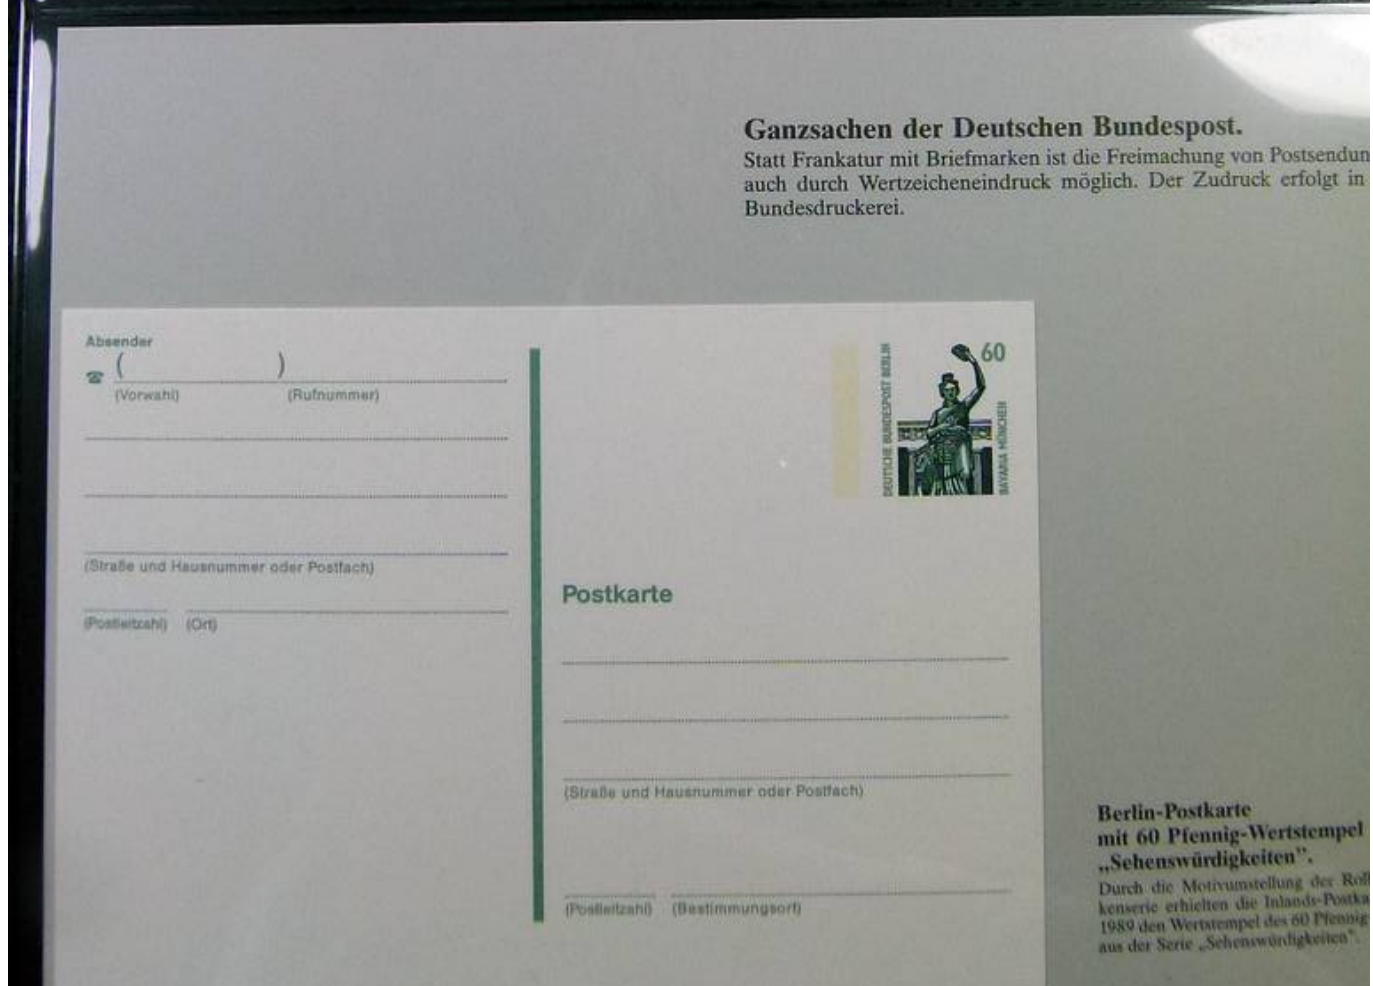 Ganzsachen der Deutschen Bundespost.
Statt Frankatur mit Briefmarken ist die Freimachung von Postsendun
auch durch Wertzeicheneindruck möglich. Der Zudruck erfolgt in
Bundesdruckerei.
Absender
( )
(Vorwahl) (Rufnummer)
(Straße und Hausnummer oder Postfach)
(Postleitzahl) (Ort)
DEUTSCHE BUNDESPOST BERLIN
60
BAVARIA MÜNCHEN
Postkarte
(Straße und Hausnummer oder Postfach)
(Postleitzahl) (Bestimmungsort)
Berlin-Postkarte
mit 60 Pfennig-Wertstempel
„Sehenswürdigkeiten”.
Durch die Motivumstellung der Roll
kenserie erhielten die Inlands-Postka
1989 den Wertstempel des 60 Pfennig-
aus der Serie „Sehenswürdigkeiten”.